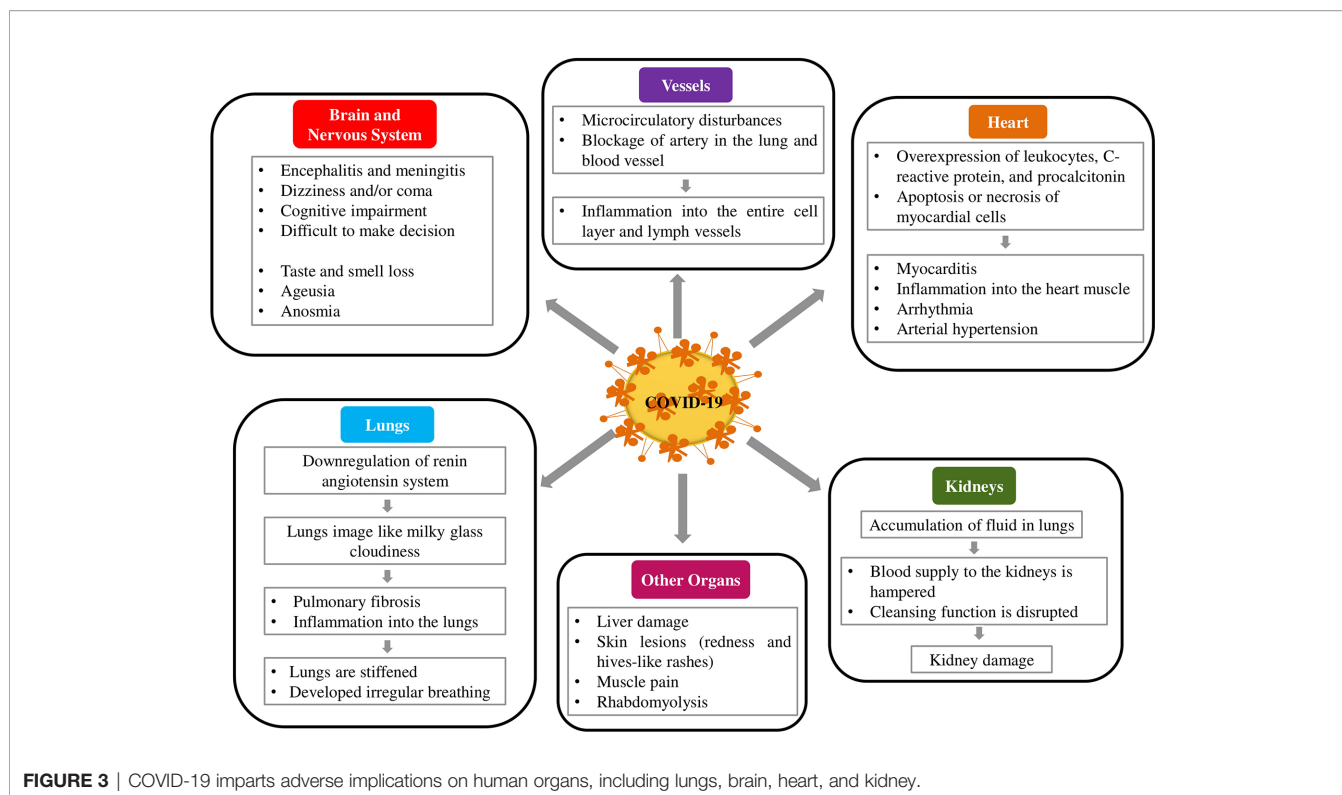 Brain and
Nervous System
• Encephalitis and meningitis
• Dizziness and/or coma
• Cognitive impairment
• Difficult to make decision
• Taste and smell loss
• Ageusia
• Anosmia
Vessels
• Microcirculatory disturbances
• Blockage of artery in the lung and
blood vessel
• Inflammation into the entire cell
layer and lymph vessels
Heart
• Overexpression of leukocytes, C-
reactive protein, and procalcitonin
• Apoptosis or necrosis of
myocardial cells
• Myocarditis
• Inflammation into the heart muscle
• Arrhythmia
• Arterial hypertension
COVID-19
Lungs
Downregulation of renin
angiotensin system
Lungs image like milky glass
cloudiness
• Pulmonary fibrosis
• Inflammation into the lungs
• Lungs are stiffened
• Developed irregular breathing
Other Organs
• Liver damage
• Skin lesions (redness and
hives-like rashes)
• Muscle pain
• Rhabdomyolysis
Kidneys
Accumulation of fluid in lungs
• Blood supply to the kidneys is
hampered
• Cleansing function is disrupted
Kidney damage
FIGURE 3 | COVID-19 imparts adverse implications on human organs, including lungs, brain, heart, and kidney.